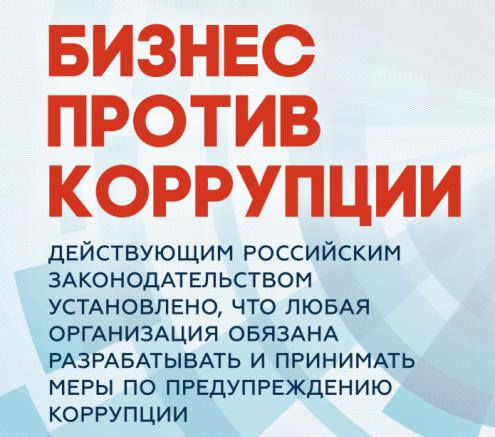 БИЗНЕС
ПРОТИВ
КОРРУПЦИИ
ДЕЙСТВУЮЩИМ РОССИЙСКИМ
ЗАКОНОДАТЕЛЬСТВОМ
УСТАНОВЛЕНО, ЧТО ЛЮБАЯ
ОРГАНИЗАЦИЯ ОБЯЗАНА
РАЗРАБАТЫВАТЬ И ПРИНИМАТЬ
МЕРЫ ПО ПРЕДУПРЕЖДЕНИЮ
КОРРУПЦИИ